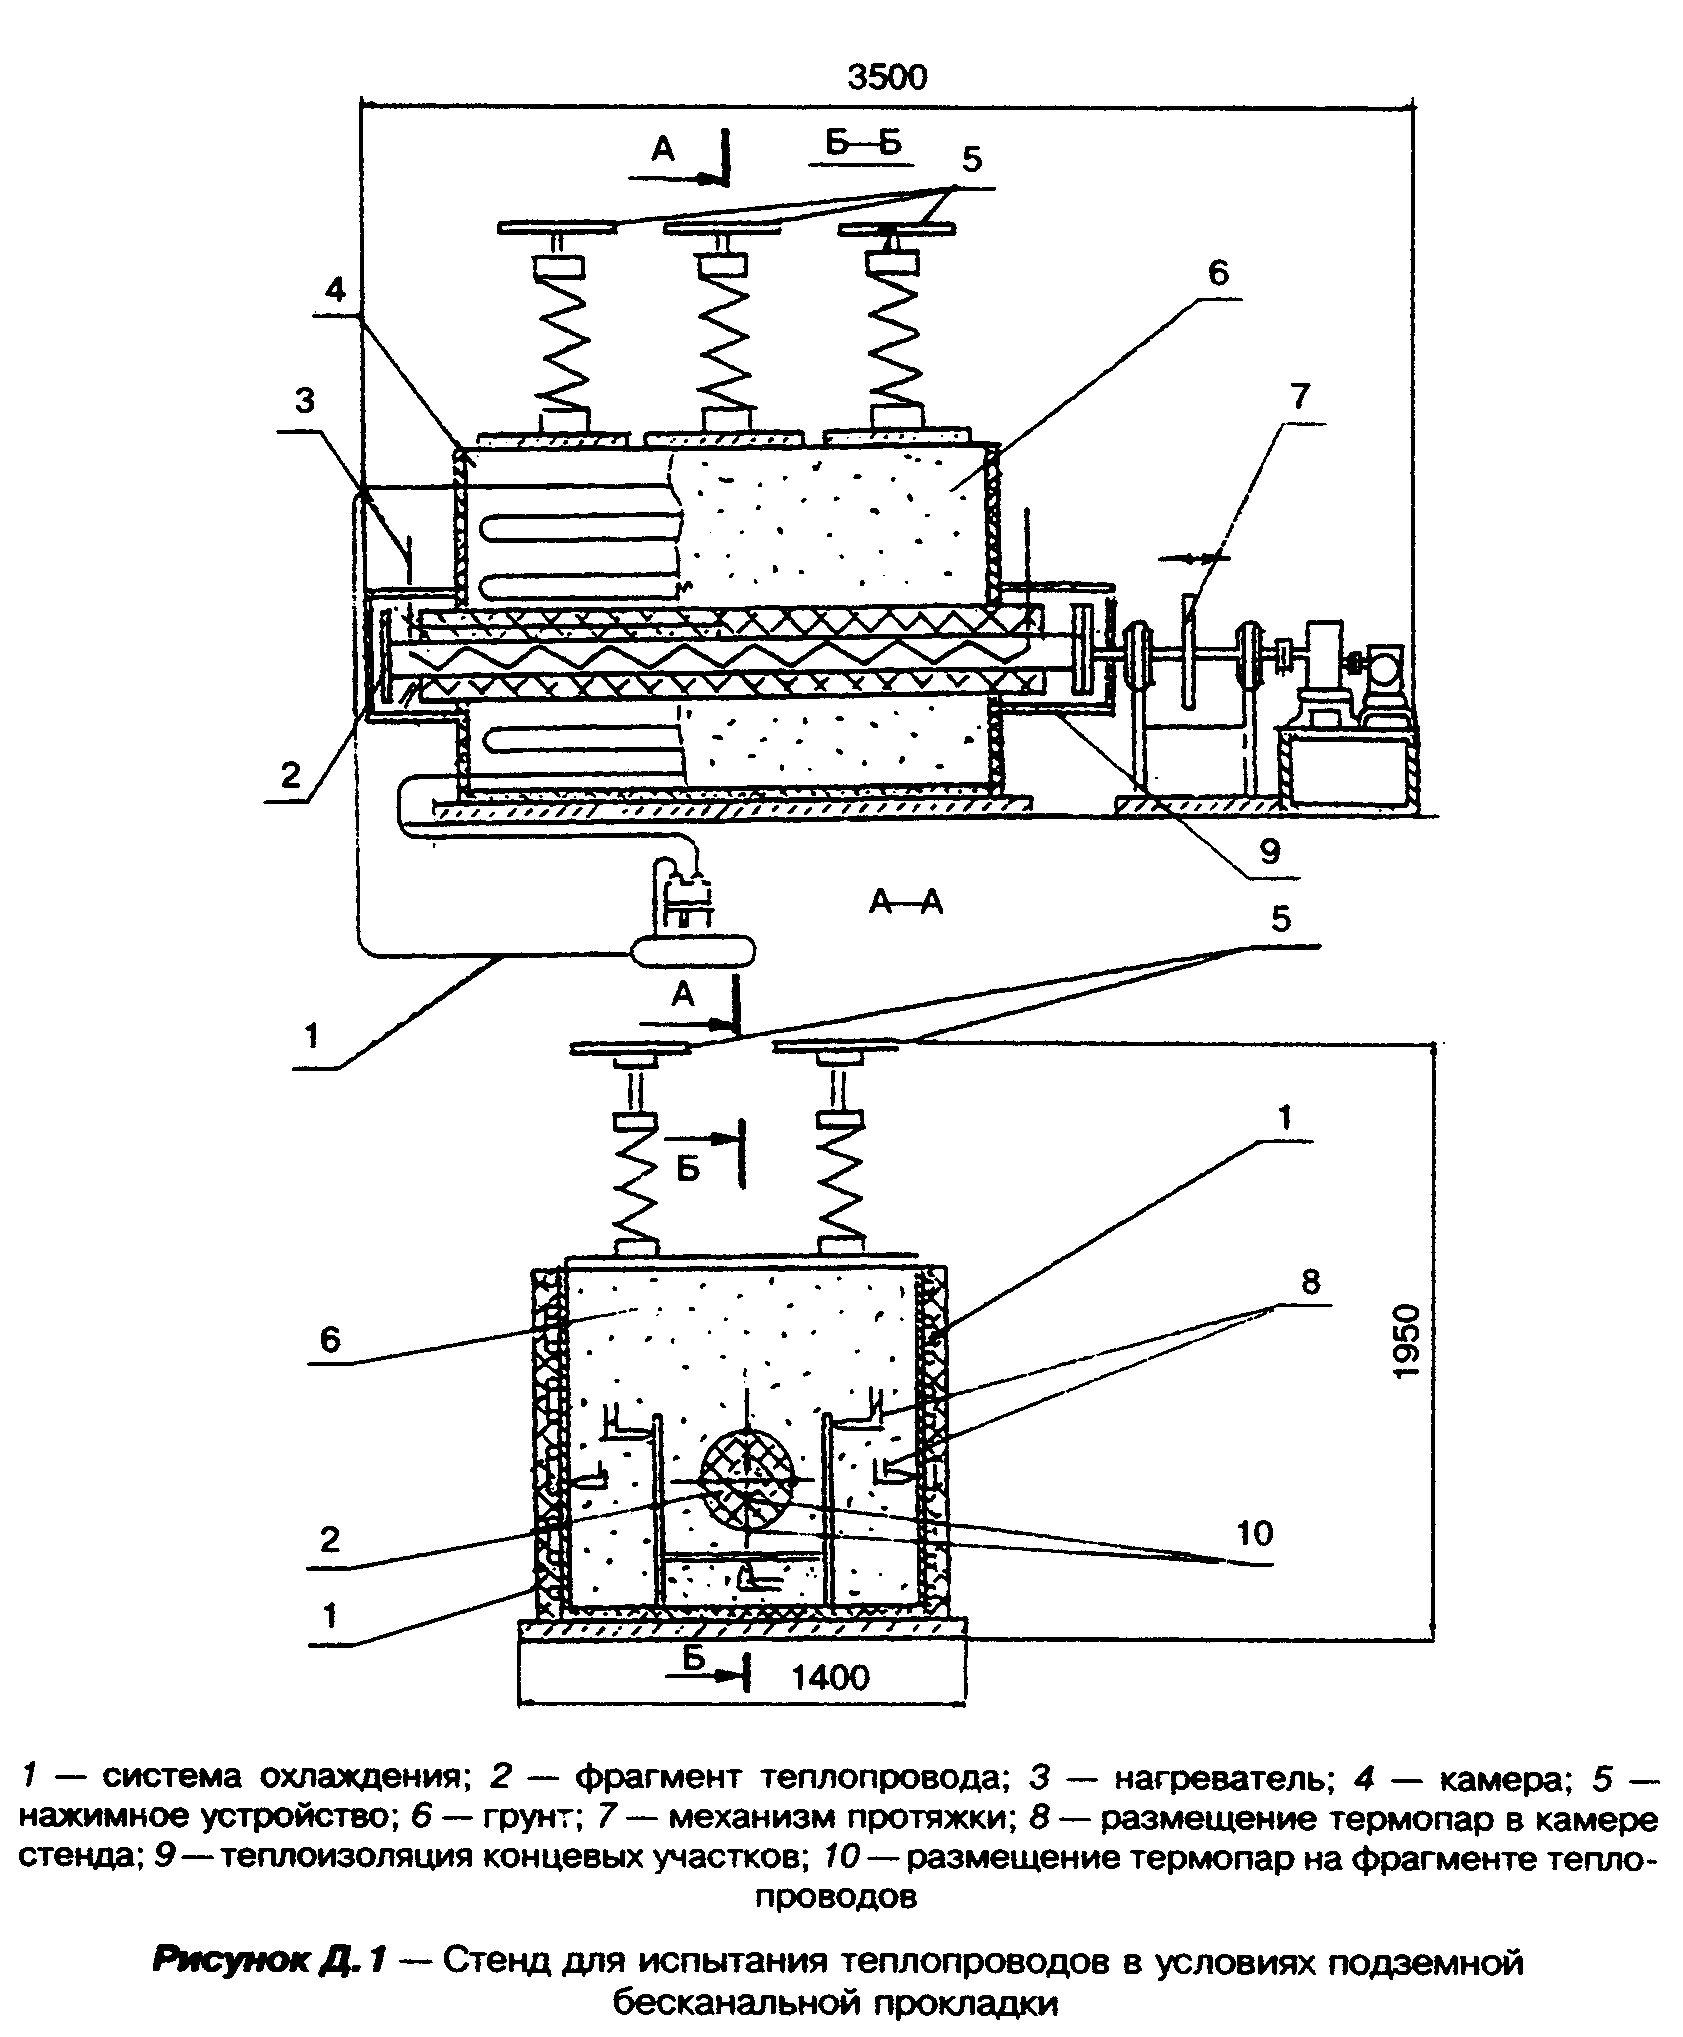 3500
А
Б—Б
5
4
6
3
7
2
9
А—А
5
А
1
1
Б
8
6
1950
2
10
1
Б
1400
1 — система охлаждения; 2 — фрагмент теплопровода; 3 — нагреватель; 4 — камера; 5 —
нажимное устройство; 6 — грунт; 7 — механизм протяжки; 8 — размещение термопар в камере
стенда; 9 — теплоизоляция концевых участков; 10 — размещение термопар на фрагменте тепло-
проводов
Рисунок Д.1 — Стенд для испытания теплопроводов в условиях подземной
бесканальной прокладки